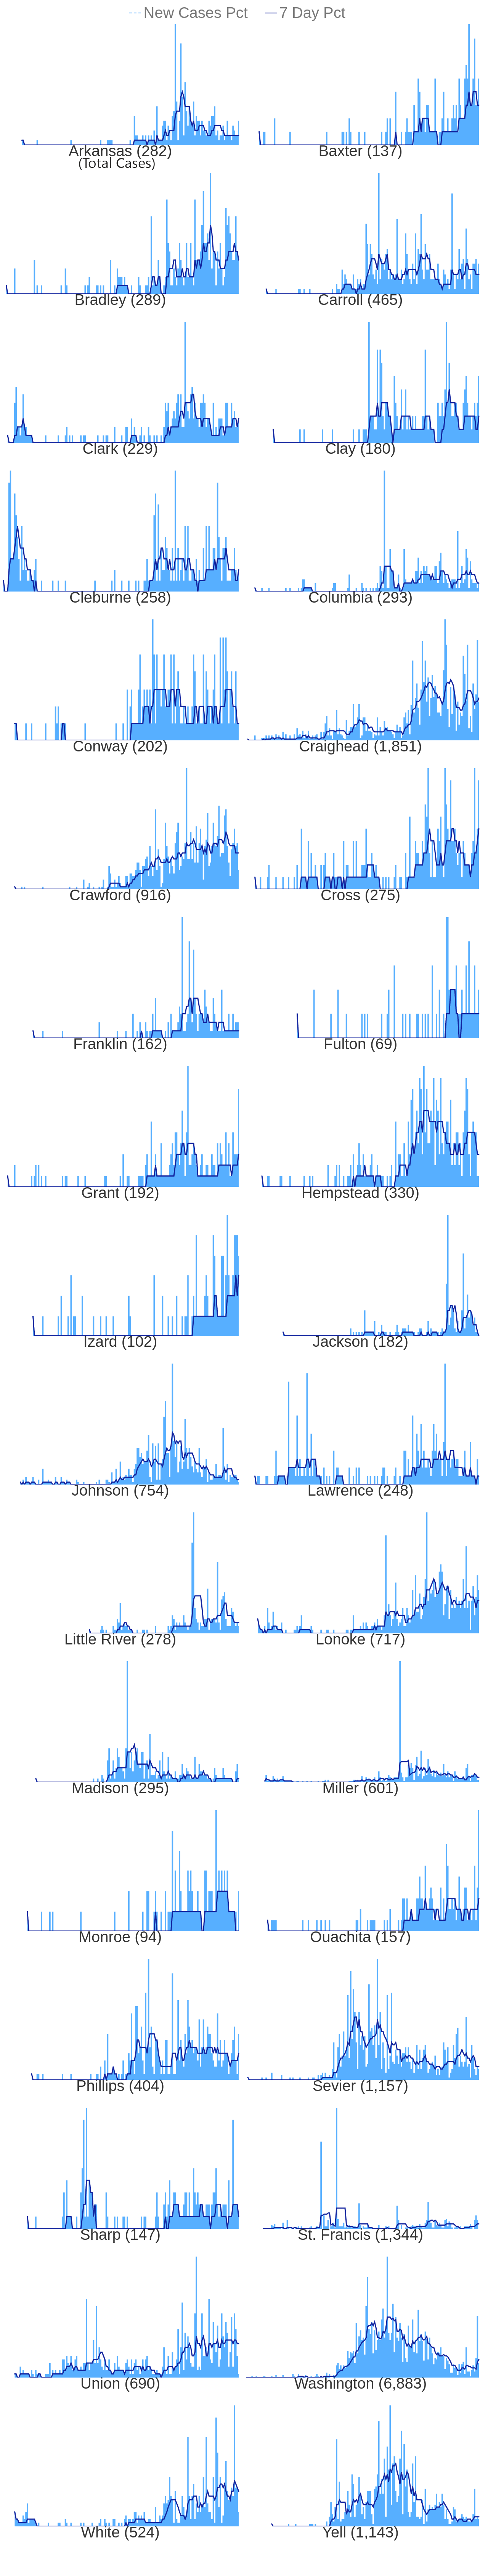 New Cases Pct 7 Day Pct
Arkansas (282) Baxter (137)
(Total Cases)
Bradley (289) Carroll (465)
Clark (229) Clay (180)
Cleburne (258) Columbia (293)
Conway (202) Craighead (1,851)
Crawford (916) Cross (275)
Franklin (162) Fulton (69)
Grant (192) Hempstead (330)
Izard (102) Jackson (182)
Johnson (754) Lawrence (248)
Little River (278) Lonoke (717)
Madison (295) Miller (601)
Monroe (94) Ouachita (157)
Phillips (404) Sevier (1,157)
Sharp (147) St. Francis (1,344)
Union (690) Washington (6,883)
White (524) Yell (1,143)